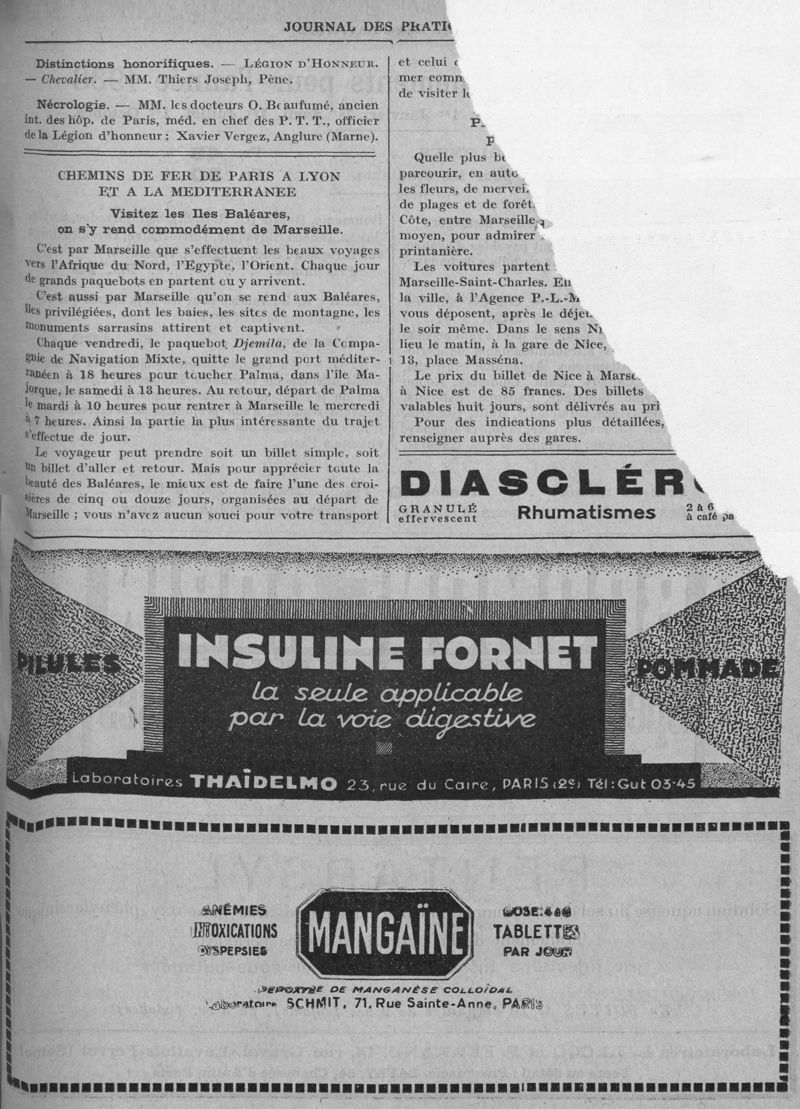 JOURNAL DES PRATI
Distinctions honorifiques. — LÉGION D'HONNEUR.
— Chevalier. — MM. Thiers Joseph, Pène.
Nécrologie. — MM. les docteurs O. Beaufumé, ancien
int. des hôp. de Paris, méd. en chef des P. T. T., officier
de la Légion d'honneur : Xavier Vergez, Anglure (Marne).
CHEMINS DE FER DE PARIS A LYON
ET A LA MEDITERRANEE
Visitez les Iles Baléares,
on s'y rend commodément de Marseille.
C'est par Marseille que s'effectuent les beaux voyages
vers l'Afrique du Nord, l'Egypte, l'Orient. Chaque jour
de grands paquebots en partent ou y arrivent.
C'est aussi par Marseille qu'on se rend aux Baléares,
îles privilégiées, dont les baies, les sites de montagne, les
monuments sarrasins attirent et captivent.
Chaque vendredi, le paquebot Djemila, de la Compa-
gnie de Navigation Mixte, quitte le grand port méditer-
ranéen à 18 heures pour toucher Palma, dans l'île Ma-
jorque, le samedi à 13 heures. Au retour, départ de Palma
le mardi à 10 heures pour rentrer à Marseille le mercredi
à 7 heures. Ainsi la partie la plus intéressante du trajet
s'effectue de jour.
Le voyageur peut prendre soit un billet simple, soit
un billet d'aller et retour. Mais pour apprécier toute la
beauté des Baléares, le mieux est de faire l'une des croi-
sières de cinq ou douze jours, organisées au départ de
Marseille ; vous n'avez aucun souci pour votre transport
et celui
mer comm
de visiter
P.
P
Quelle plus b
parcourir, en auto
les fleurs, de mervei
de plages et de forêt
Côte, entre Marseille
moyen, pour admirer
printanière.
Les voitures partent
Marseille-Saint-Charles. En
la ville, à l'Agence P.-L.-M
vous déposent, après le déjeu
le soir même. Dans le sens Ni
lieu le matin, à la gare de Nice,
13, place Masséna.
Le prix du billet de Nice à Marse
à Nice est de 85 francs. Des billets
valables huit jours, sont délivrés au pri
Pour des indications plus détaillées,
renseigner auprès des gares.
DIASCLÉR
GRANULÉ
effervescent
Rhumatismes
2 à 6
à café pa
PILULES
INSULINE FORNET
POMMADE
la seule applicable
par la voie digestive
Laboratoires THAÏDELMO 23, rue du Caire, PARIS (2e) Tél: Gut 03-45
ANÉMIES
INTOXICATIONS
DYSPEPSIES
MANGAÏNE
DOSE: 4 à 6
TABLETTES
PAR JOUR
PEROXYDE DE MANGANÈSE COLLOÏDAL
Laboratoire SCHMIT, 71, Rue Sainte-Anne, PARIS